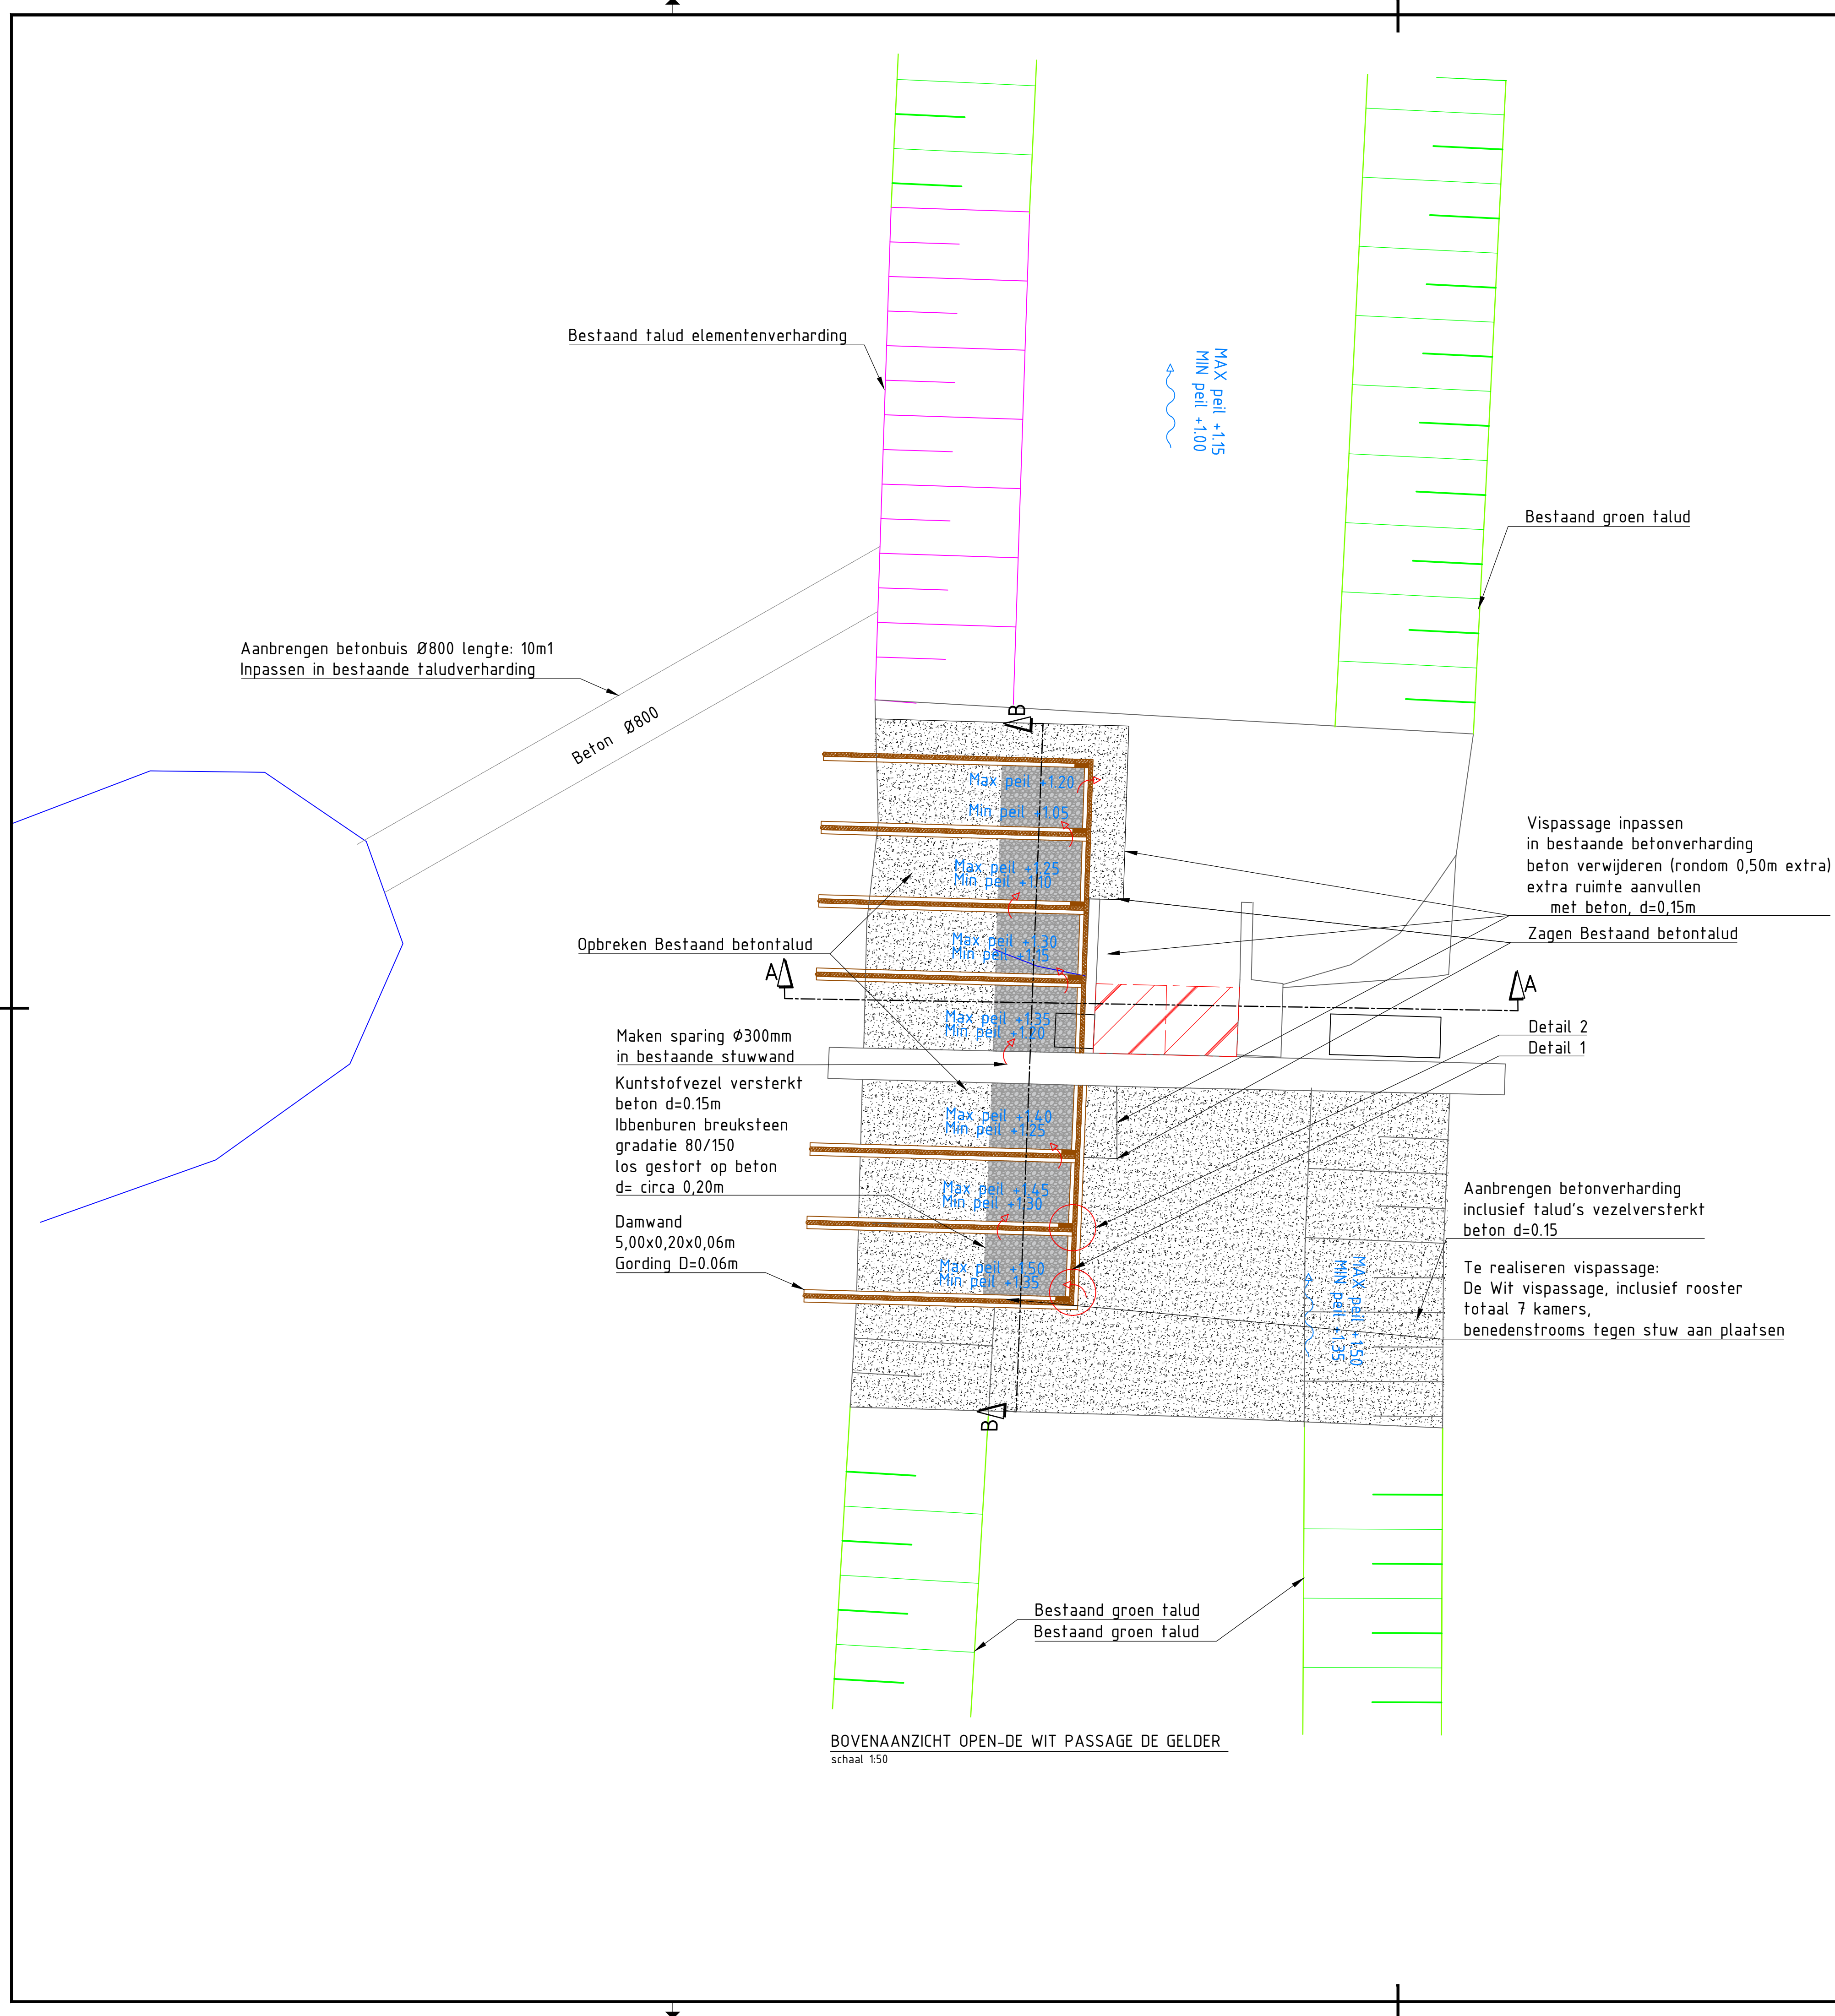 Bestaand talud elementenverharding
MAX peil +1.15
MIN peil +1.00
Bestaand groen talud
Aanbrengen betonbuis Ø800 lengte: 10m1
Inpassen in bestaande taludverharding
Beton Ø800
B
Max peil +1.20
Min peil +1.05
Max peil +1.25
Min peil +1.10
Max peil +1.30
Min peil +1.15
Max peil +1.35
Min peil +1.20
Max peil +1.40
Min peil +1.25
Max peil +1.45
Min peil +1.30
Max peil +1.50
Min peil +1.35
Vispassage inpassen
in bestaande betonverharding
beton verwijderen (rondom 0,50m extra)
extra ruimte aanvullen
met beton, d=0,15m
Zagen Bestaand betontalud
Opbreken Bestaand betontalud
A
A
Detail 2
Detail 1
Maken sparing Ø300mm
in bestaande stuwwand
Kuntstofvezel versterkt
beton d=0.15m
Ibbenburen breuksteen
gradatie 80/150
los gestort op beton
d= circa 0,20m
Damwand
5,00x0,20x0,06m
Gording D=0.06m
Aanbrengen betonverharding
inclusief talud's vezelversterkt
beton d=0.15
Te realiseren vispassage:
De Wit vispassage, inclusief rooster
totaal 7 kamers,
benedenstrooms tegen stuw aan plaatsen
MAX peil +1.50
MIN peil +1.35
B
Bestaand groen talud
Bestaand groen talud
BOVENAANZICHT OPEN-DE WIT PASSAGE DE GELDER
schaal 1:50